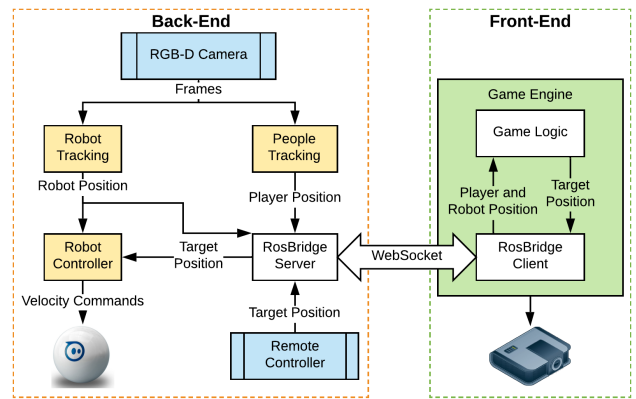 Back-End
Front-End
RGB-D Camera
Frames
Game Engine
Robot
Tracking
People
Tracking
Game Logic
Robot Position
Player Position
Player and
Robot Position
Target
Position
Robot
Controller
Target
Position
RosBridge
Server
WebSocket
RosBridge
Client
Velocity Commands
Target Position
Remote
Controller